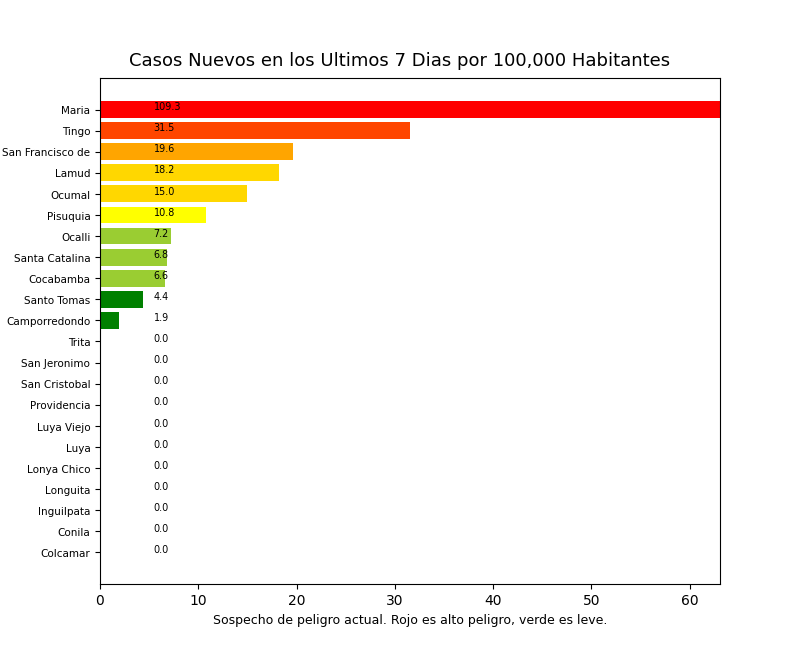 Casos Nuevos en los Ultimos 7 Dias por 100,000 Habitantes
Maria 109.3
Tingo 31.5
San Francisco de 19.6
Lamud 18.2
Ocumal 15.0
Pisuquia 10.8
Ocalli 7.2
Santa Catalina 6.8
Cocabamba 6.6
Santo Tomas 4.4
Camporredondo 1.9
Trita 0.0
San Jeronimo 0.0
San Cristobal 0.0
Providencia 0.0
Luya Viejo 0.0
Luya 0.0
Lonya Chico 0.0
Longuita 0.0
Inguilpata 0.0
Conila 0.0
Colcamar 0.0
0 10 20 30 40 50 60
Sospecho de peligro actual. Rojo es alto peligro, verde es leve.